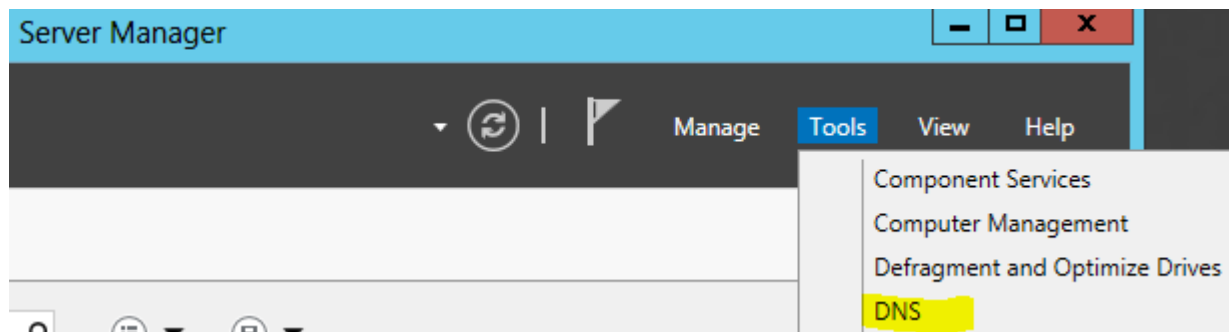 Server Manager
Manage Tools View Help
Component Services
Computer Management
Defragment and Optimize Drives
DNS